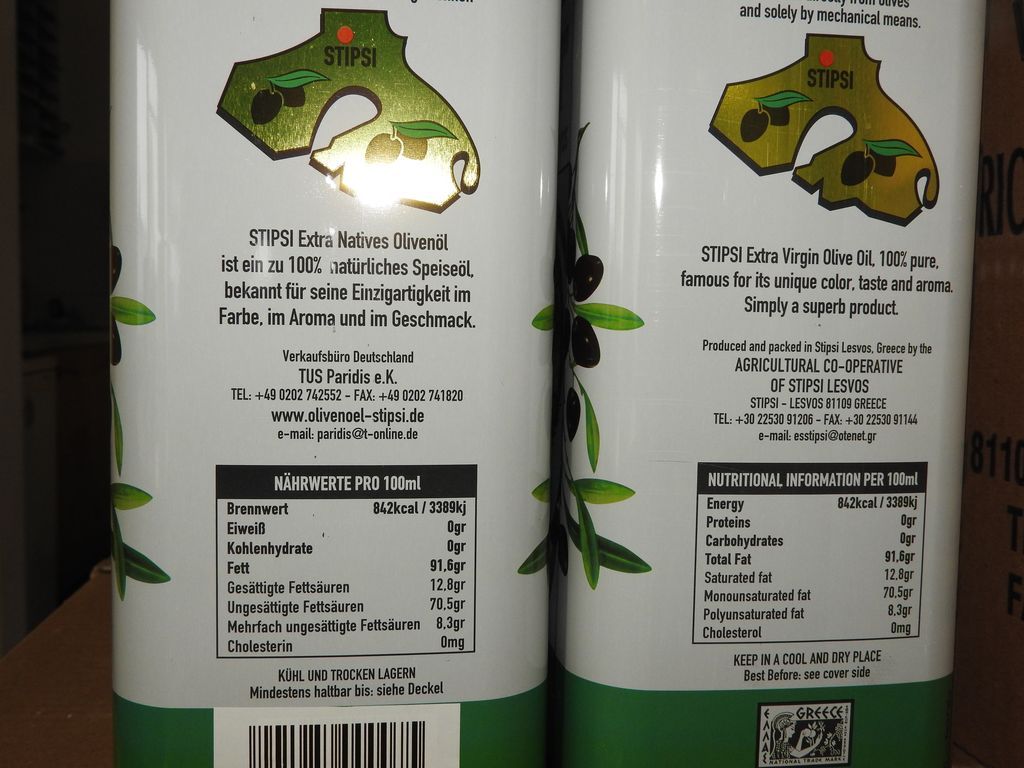 STIPSI
STIPSI Extra Natives Olivenöl
ist ein zu 100% natürliches Speiseöl,
bekannt für seine Einzigartigkeit im
Farbe, im Aroma und im Geschmack.
Verkaufsbüro Deutschland
TUS Paridis e.K.
TEL: +49 0202 742552 - FAX: +49 0202 741820
www.olivenoel-stipsi.de
e-mail: paridis@t-online.de
NÄHRWERTE PRO 100ml
Brennwert 842kcal / 3389kj
Eiweiß 0gr
Kohlenhydrate 0gr
Fett 91,6gr
Gesättigte Fettsäuren 12,8gr
Ungesättigte Fettsäuren 70,5gr
Mehrfach ungesättigte Fettsäuren 8,3gr
Cholesterin 0mg
KÜHL UND TROCKEN LAGERN
Mindestens haltbar bis: siehe Deckel
from olives
and solely by mechanical means.
STIPSI
STIPSI Extra Virgin Olive Oil, 100% pure,
famous for its unique color, taste and aroma.
Simply a superb product.
Produced and packed in Stipsi Lesvos, Greece by the
AGRICULTURAL CO-OPERATIVE
OF STIPSI LESVOS
STIPSI - LESVOS 81109 GREECE
TEL: +30 22530 91206 - FAX: +30 22530 91144
e-mail: esstipsi@otenet.gr
NUTRITIONAL INFORMATION PER 100ml
Energy 842kcal / 3389kj
Proteins 0gr
Carbohydrates 0gr
Total Fat 91,6gr
Saturated fat 12,8gr
Monounsaturated fat 70,5gr
Polyunsaturated fat 8,3gr
Cholesterol 0mg
KEEP IN A COOL AND DRY PLACE
Best Before: see cover side
GREECE
ΕΛΛΑΣ
NATIONAL TRADE MARK
RIC
8110